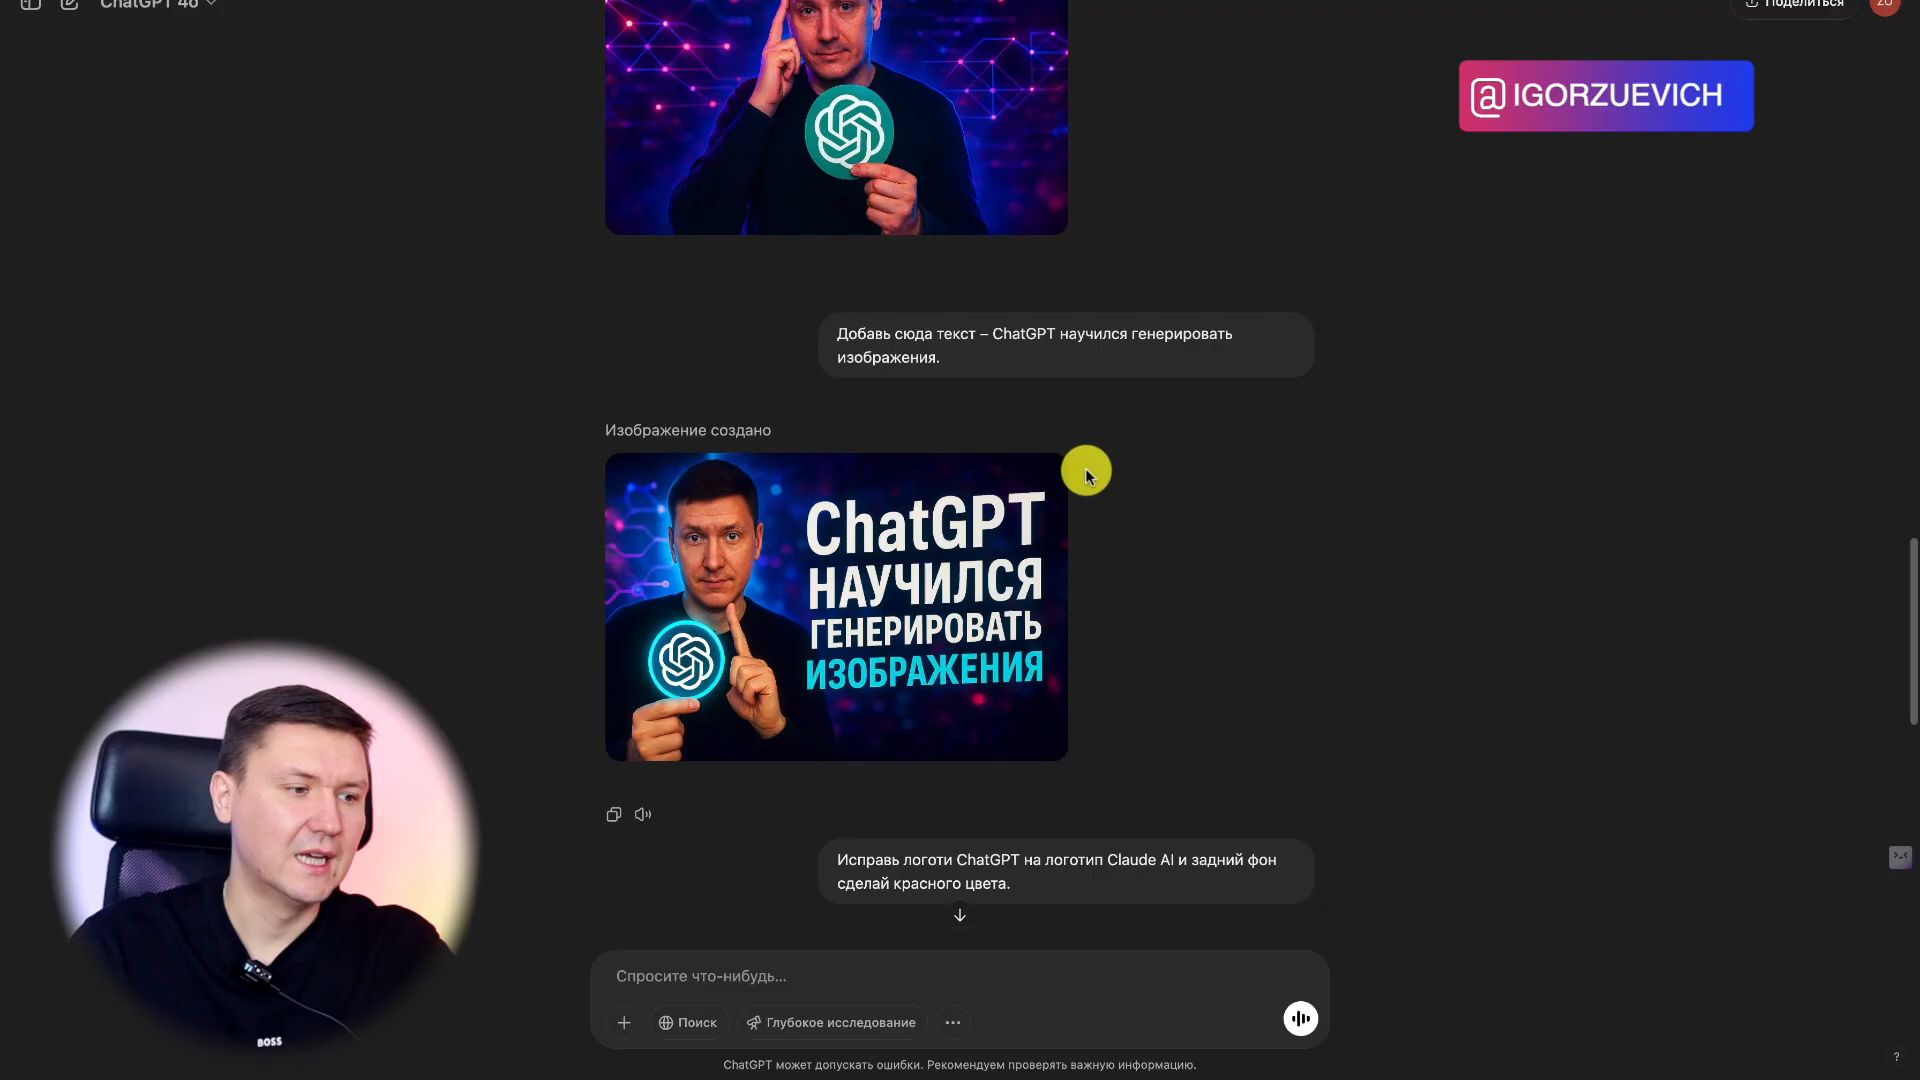 ChatGPT 4o
Поделиться
ZU
@IGORZUEVICH
Добавь сюда текст – ChatGPT научился генерировать
изображения.
Изображение создано
ChatGPT
НАУЧИЛСЯ
ГЕНЕРИРОВАТЬ
ИЗОБРАЖЕНИЯ
Исправь логоти ChatGPT на логотип Claude AI и задний фон
сделай красного цвета.
BOSS
Спросите что-нибудь...
Поиск
Глубокое исследование
ChatGPT может допускать ошибки. Рекомендуем проверять важную информацию.
?